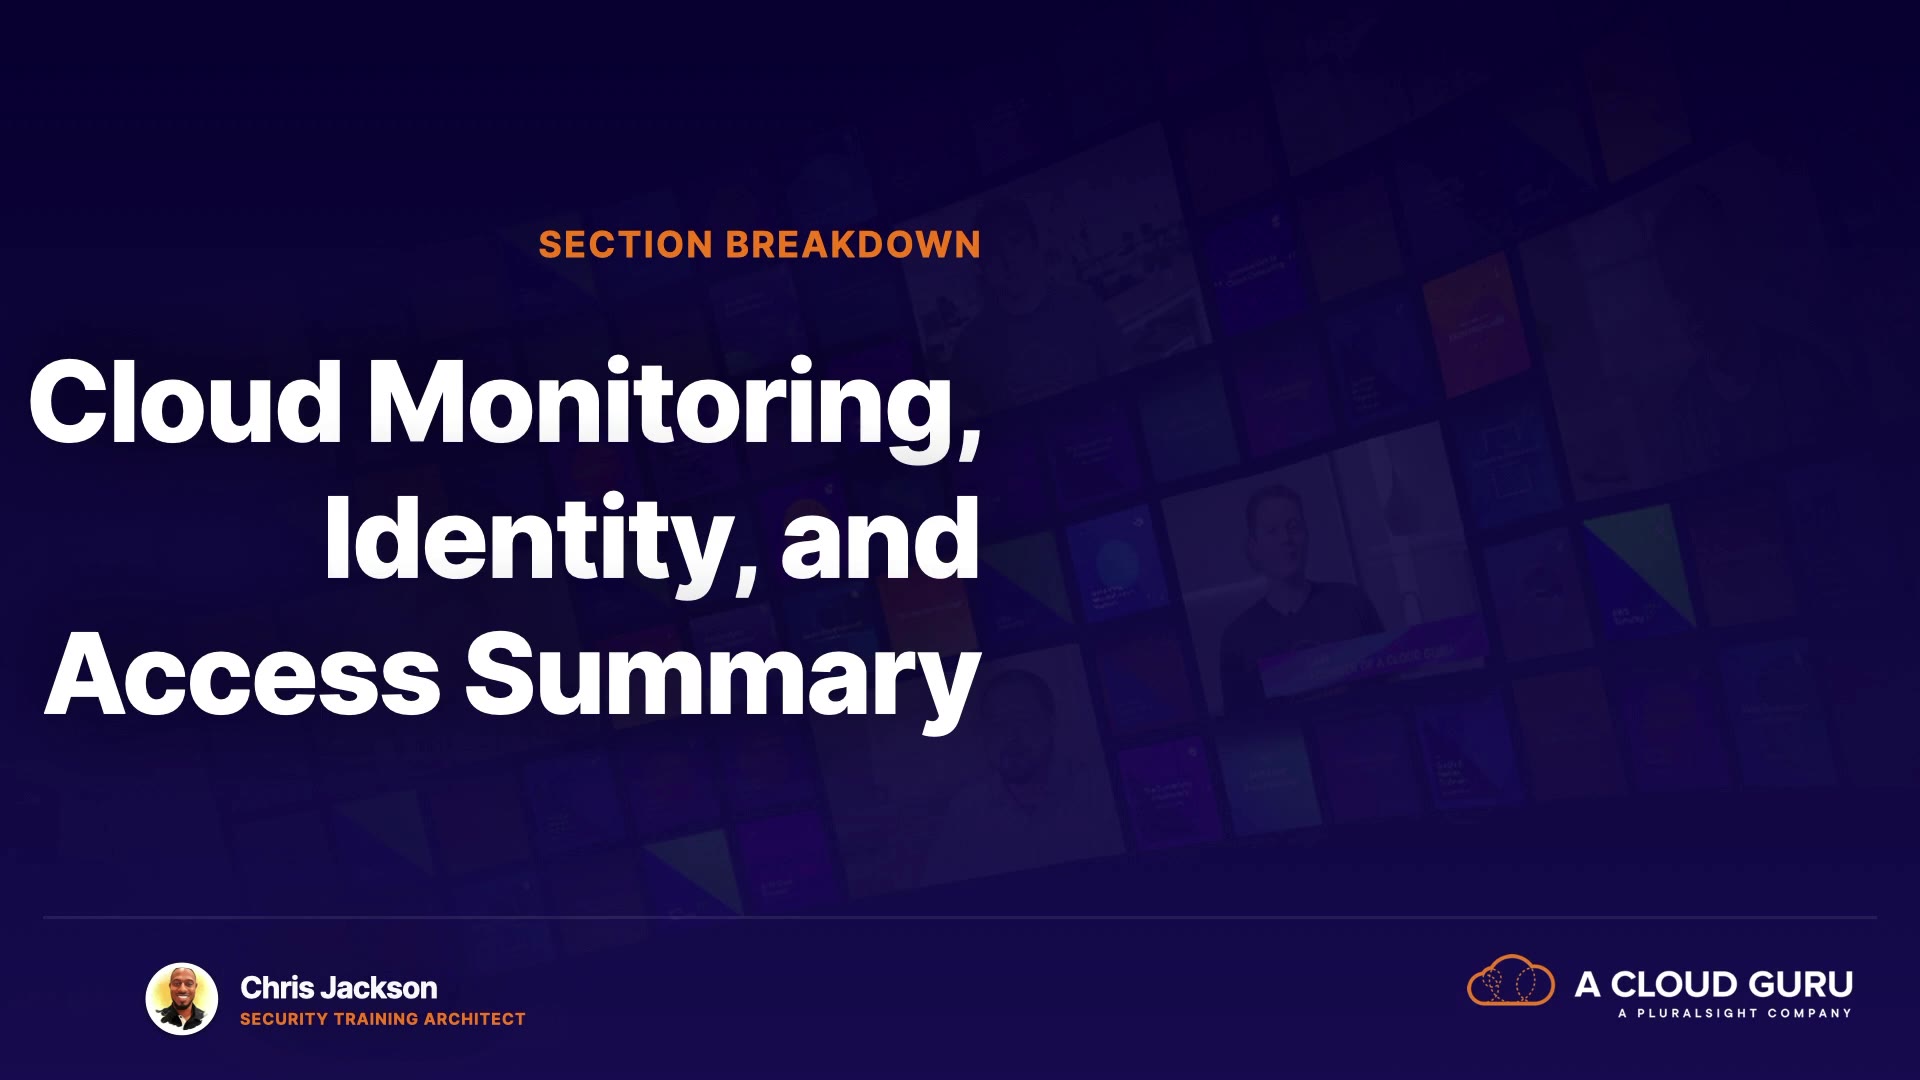 SECTION BREAKDOWN
Cloud Monitoring,
Identity, and
Access Summary
Chris Jackson
SECURITY TRAINING ARCHITECT
A CLOUD GURU
A PLURALSIGHT COMPANY